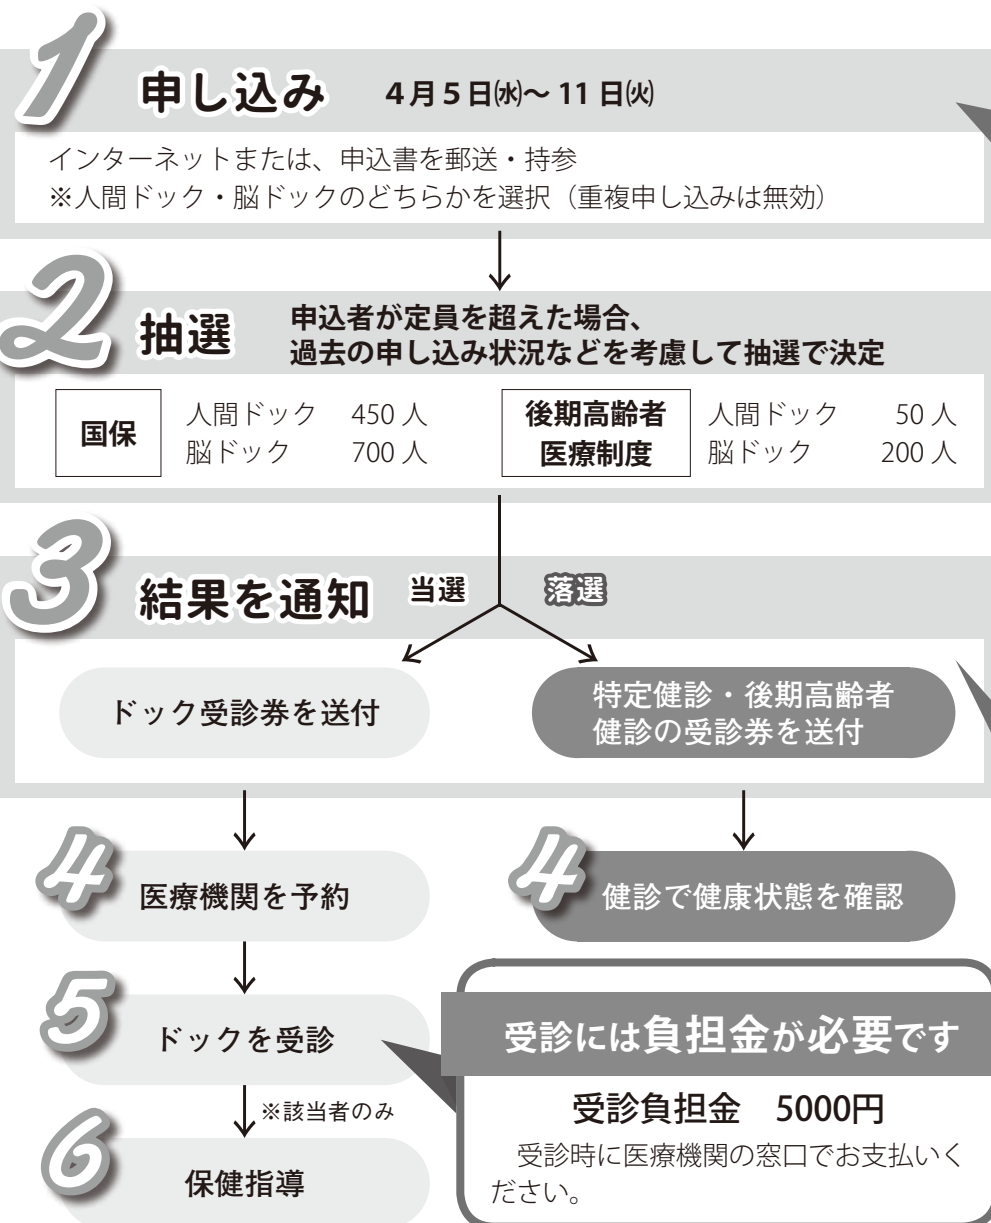 1 申し込み 4月5日㈬～11日㈫
インターネットまたは、申込書を郵送・持参
※人間ドック・脳ドックのどちらかを選択（重複申し込みは無効）
2 抽選
申込者が定員を超えた場合、
過去の申し込み状況などを考慮して抽選で決定
国保
人間ドック 450人
脳ドック 700人
後期高齢者
医療制度
人間ドック 50人
脳ドック 200人
3 結果を通知 当選 落選
ドック受診券を送付
特定健診・後期高齢者
健診の受診券を送付
4 医療機関を予約
4 健診で健康状態を確認
5 ドックを受診
※該当者のみ
6 保健指導
受診には負担金が必要です
受診負担金 5000円
受診時に医療機関の窓口でお支払いく
ださい。